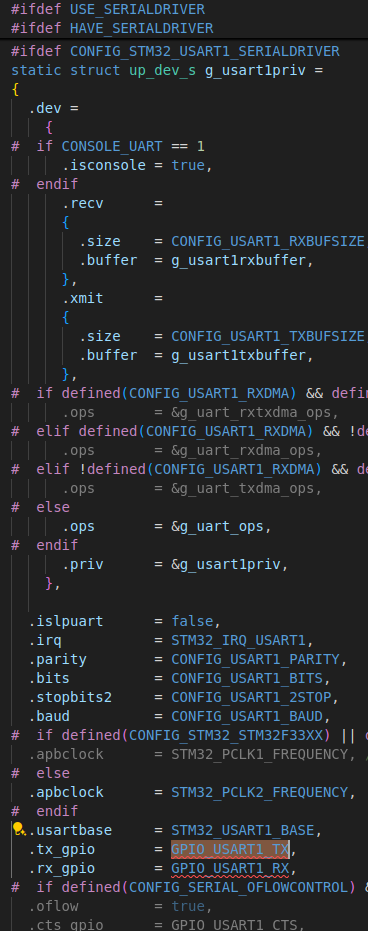 #ifdef USE_SERIALDRIVER
#ifdef HAVE_SERIALDRIVER
#ifdef CONFIG_STM32_USART1_SERIALDRIVER
static struct up_dev_s g_usart1priv =
{
  .dev =
    {
#  if CONSOLE_UART == 1
      .isconsole = true,
#  endif
      .recv      =
      {
        .size    = CONFIG_USART1_RXBUFSIZE,
        .buffer  = g_usart1rxbuffer,
      },
      .xmit      =
      {
        .size    = CONFIG_USART1_TXBUFSIZE
        .buffer  = g_usart1txbuffer,
      },
#  if defined(CONFIG_USART1_RXDMA) && defin
      .ops       = &g_uart_rxtxdma_ops,
#  elif defined(CONFIG_USART1_RXDMA) && !de
      .ops       = &g_uart_rxdma_ops,
#  elif !defined(CONFIG_USART1_RXDMA) && de
      .ops       = &g_uart_txdma_ops,
#  else
      .ops       = &g_uart_ops,
#  endif
      .priv      = &g_usart1priv,
    },
  .islpuart      = false,
  .irq           = STM32_IRQ_USART1,
  .parity        = CONFIG_USART1_PARITY,
  .bits          = CONFIG_USART1_BITS,
  .stopbits2     = CONFIG_USART1_2STOP,
  .baud          = CONFIG_USART1_BAUD,
#  if defined(CONFIG_STM32_STM32F33XX) || d
  .apbclock      = STM32_PCLK1_FREQUENCY, /
#  else
  .apbclock      = STM32_PCLK2_FREQUENCY,
#  endif
  .usartbase     = STM32_USART1_BASE,
  .tx_gpio       = GPIO_USART1_TX,
  .rx_gpio       = GPIO_USART1_RX,
#  if defined(CONFIG_SERIAL_OFLOWCONTROL) &
  .oflow         = true,
  .cts_gpio      = GPIO_USART1_CTS,